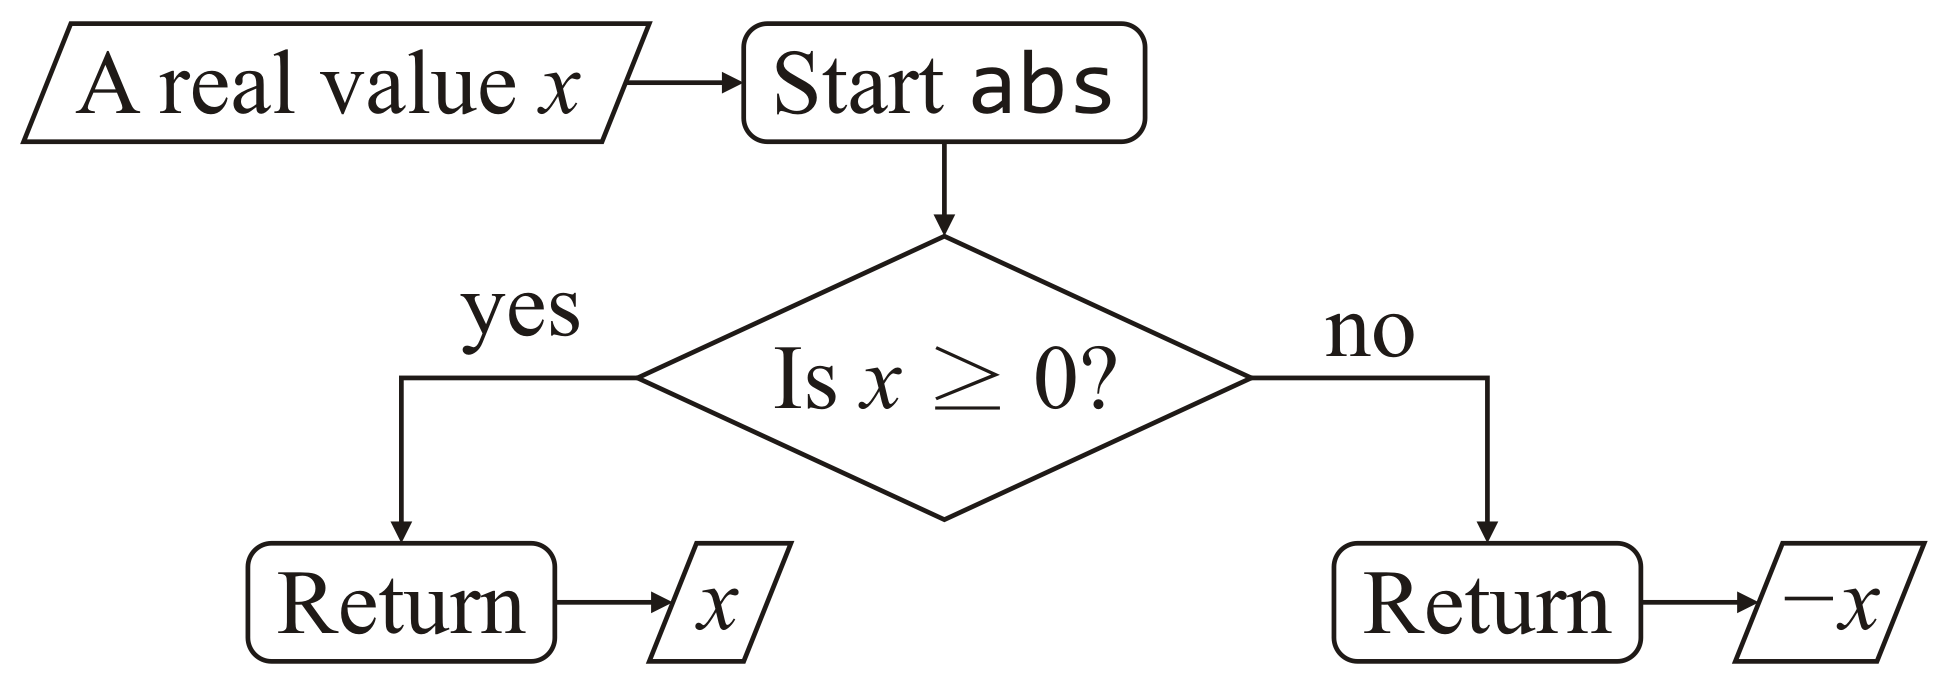 A real value x
Start abs
yes
Is x ≥ 0?
no
Return
x
Return
−x